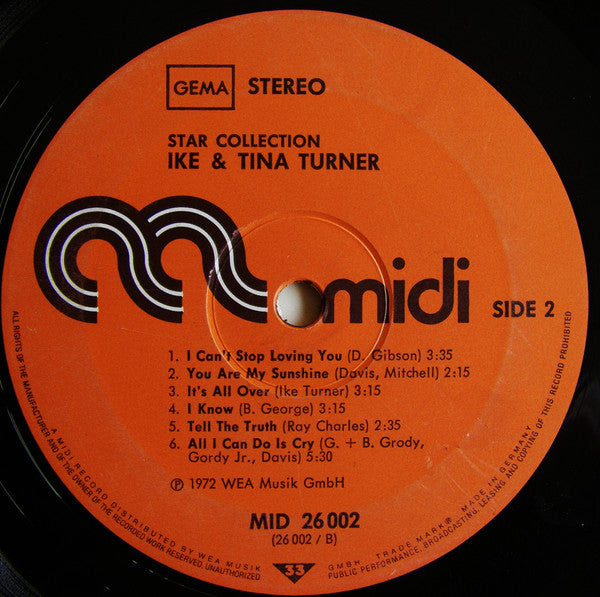 GEMA STEREO
STAR COLLECTION
IKE & TINA TURNER
midi SIDE 2
1. I Can't Stop Loving You (D. Gibson) 3:35
2. You Are My Sunshine (Davis, Mitchell) 2:15
3. It's All Over (Ike Turner) 3:15
4. I Know (B. George) 3:15
5. Tell The Truth (Ray Charles) 2:35
6. All I Can Do Is Cry (G. + B. Grody,
Gordy Jr., Davis) 5:30
℗ 1972 WEA Musik GmbH
MID 26 002
(26 002 / B)
33
ALL RIGHTS OF THE MANUFACTURER AND OF THE OWNER OF THE RECORDED WORK RESERVED. UNAUTHORIZED PUBLIC PERFORMANCE, BROADCASTING, LEASING AND COPYING OF THIS RECORD PROHIBITED
A MIDI RECORD DISTRIBUTED BY WEA MUSIK GMBH. TRADE MARK® MADE IN GERMANY